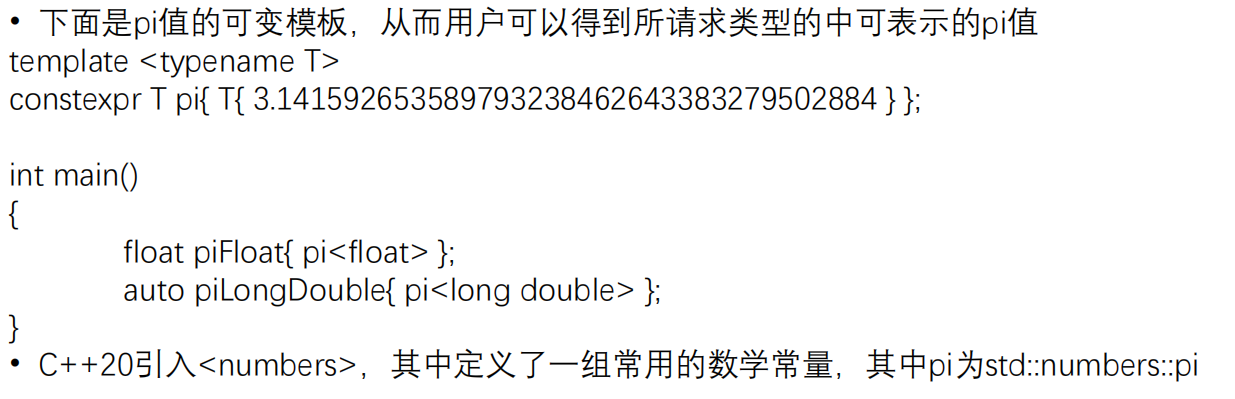 • 下面是pi值的可变模板，从而用户可以得到所请求类型的中可表示的pi值
template <typename T>
constexpr T pi{ T{ 3.141592653589793238462643383279502884 } };
int main()
{
float piFloat{ pi<float> };
auto piLongDouble{ pi<long double> };
}
• C++20引入<numbers>，其中定义了一组常用的数学常量，其中pi为std::numbers::pi